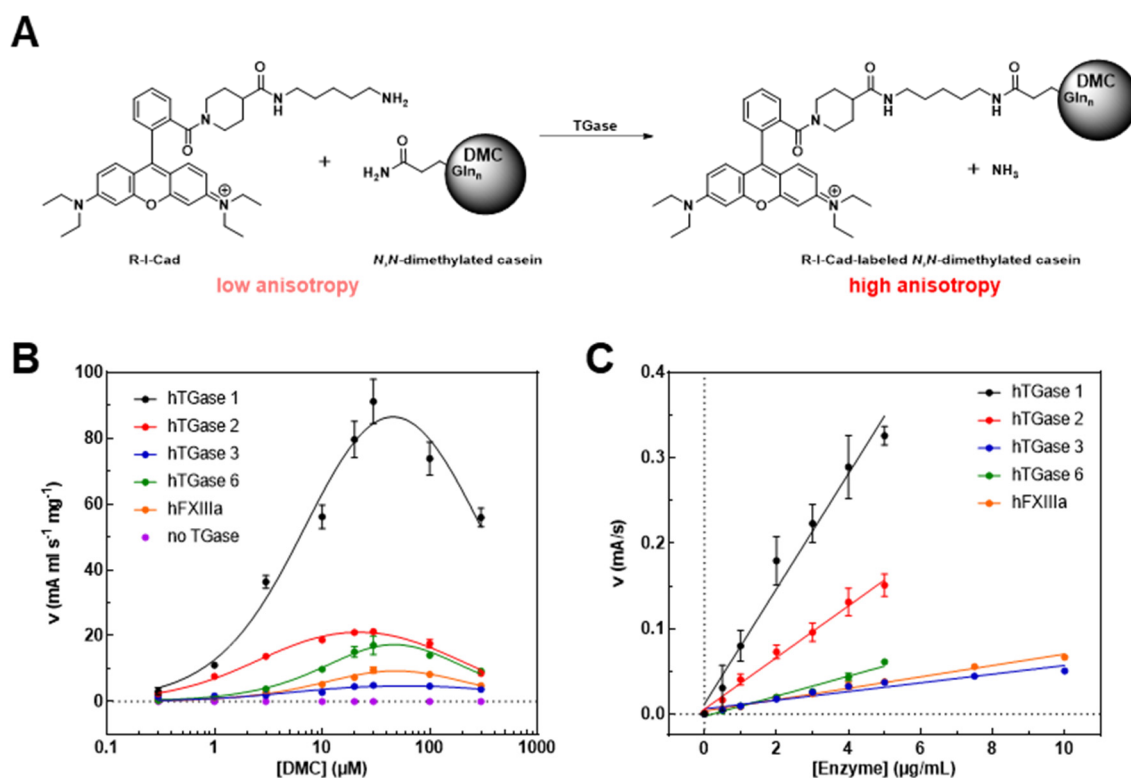 A
O
N
H
NH₂
N
O
N
O
N
⊕
R-I-Cad
+
H₂N
O
DMC
Glnₙ
N,N-dimethylated casein
low anisotropy
TGase
O
N
H
H
N
O
N
O
N
O
N
⊕
DMC
Glnₙ
+ NH₃
R-I-Cad-labeled N,N-dimethylated casein
high anisotropy
B
v (mA ml s⁻¹ mg⁻¹)
100
80
60
40
20
0
hTGase 1
hTGase 2
hTGase 3
hTGase 6
hFXIIIa
no TGase
0.1 1 10 100 1000
[DMC] (µM)
C
v (mA/s)
0.4
0.3
0.2
0.1
0.0
hTGase 1
hTGase 2
hTGase 3
hTGase 6
hFXIIIa
0 2 4 6 8 10
[Enzyme] (µg/mL)